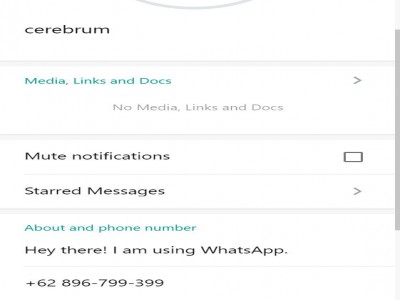 cerebrum
Media, Links and Docs
No Media, Links and Docs
Mute notifications
Starred Messages
About and phone number
Hey there! I am using WhatsApp.
+62 896-799-399